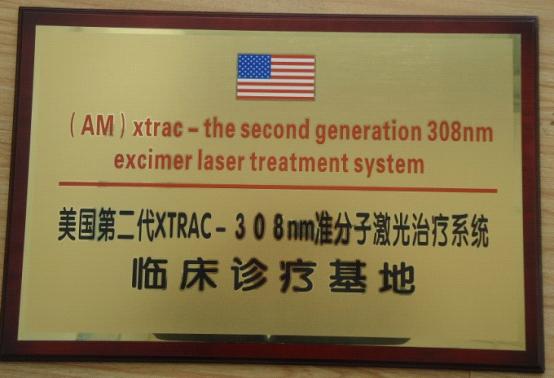 （AM）xtrac – the second generation 308nm
excimer laser treatment system
美国第二代XTRAC－３０８nm准分子激光治疗系统
临床诊疗基地